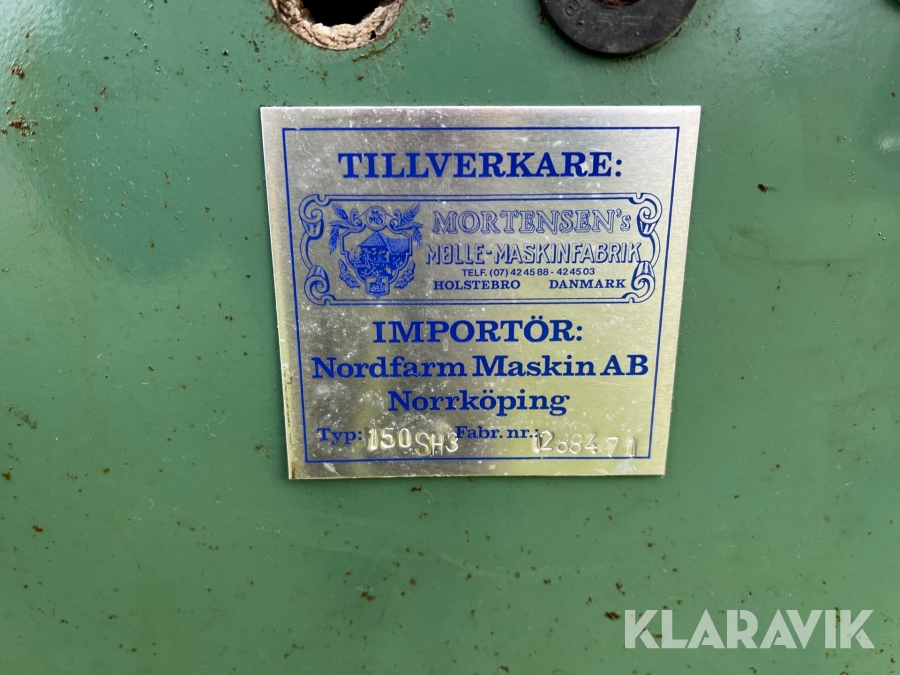 TILLVERKARE:
MORTENSEN's
MØLLE-MASKINFABRIK
TELF. (07) 42 45 88 - 42 45 03
HOLSTEBRO DANMARK
IMPORTÖR:
Nordfarm Maskin AB
Norrköping
Typ: 150 SH3 Fabr. nr.: 1288471
KLARAVIK